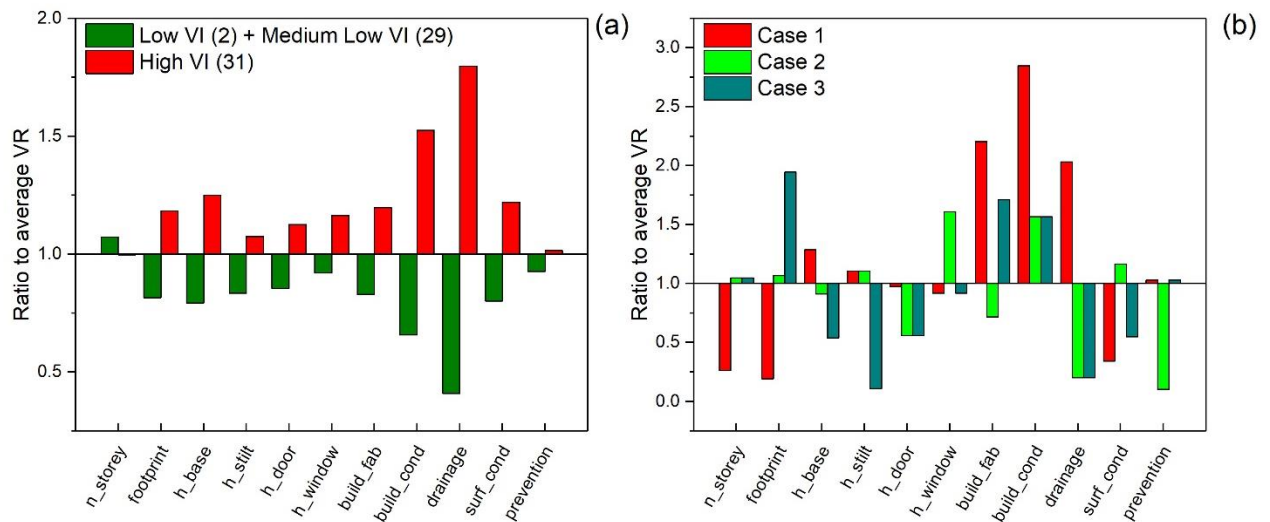 2.0
1.5
1.0
0.5
Ratio to average VR
Low VI (2) + Medium Low VI (29)
High VI (31)
(a)
n_storey
footprint
h_base
h_stilt
h_door
h_window
build_fab
build_cond
drainage
surf_cond
prevention
3.0
2.5
2.0
1.5
1.0
0.5
0.0
Ratio to average VR
Case 1
Case 2
Case 3
(b)
n_storey
footprint
h_base
h_stilt
h_door
h_window
build_fab
build_cond
drainage
surf_cond
prevention